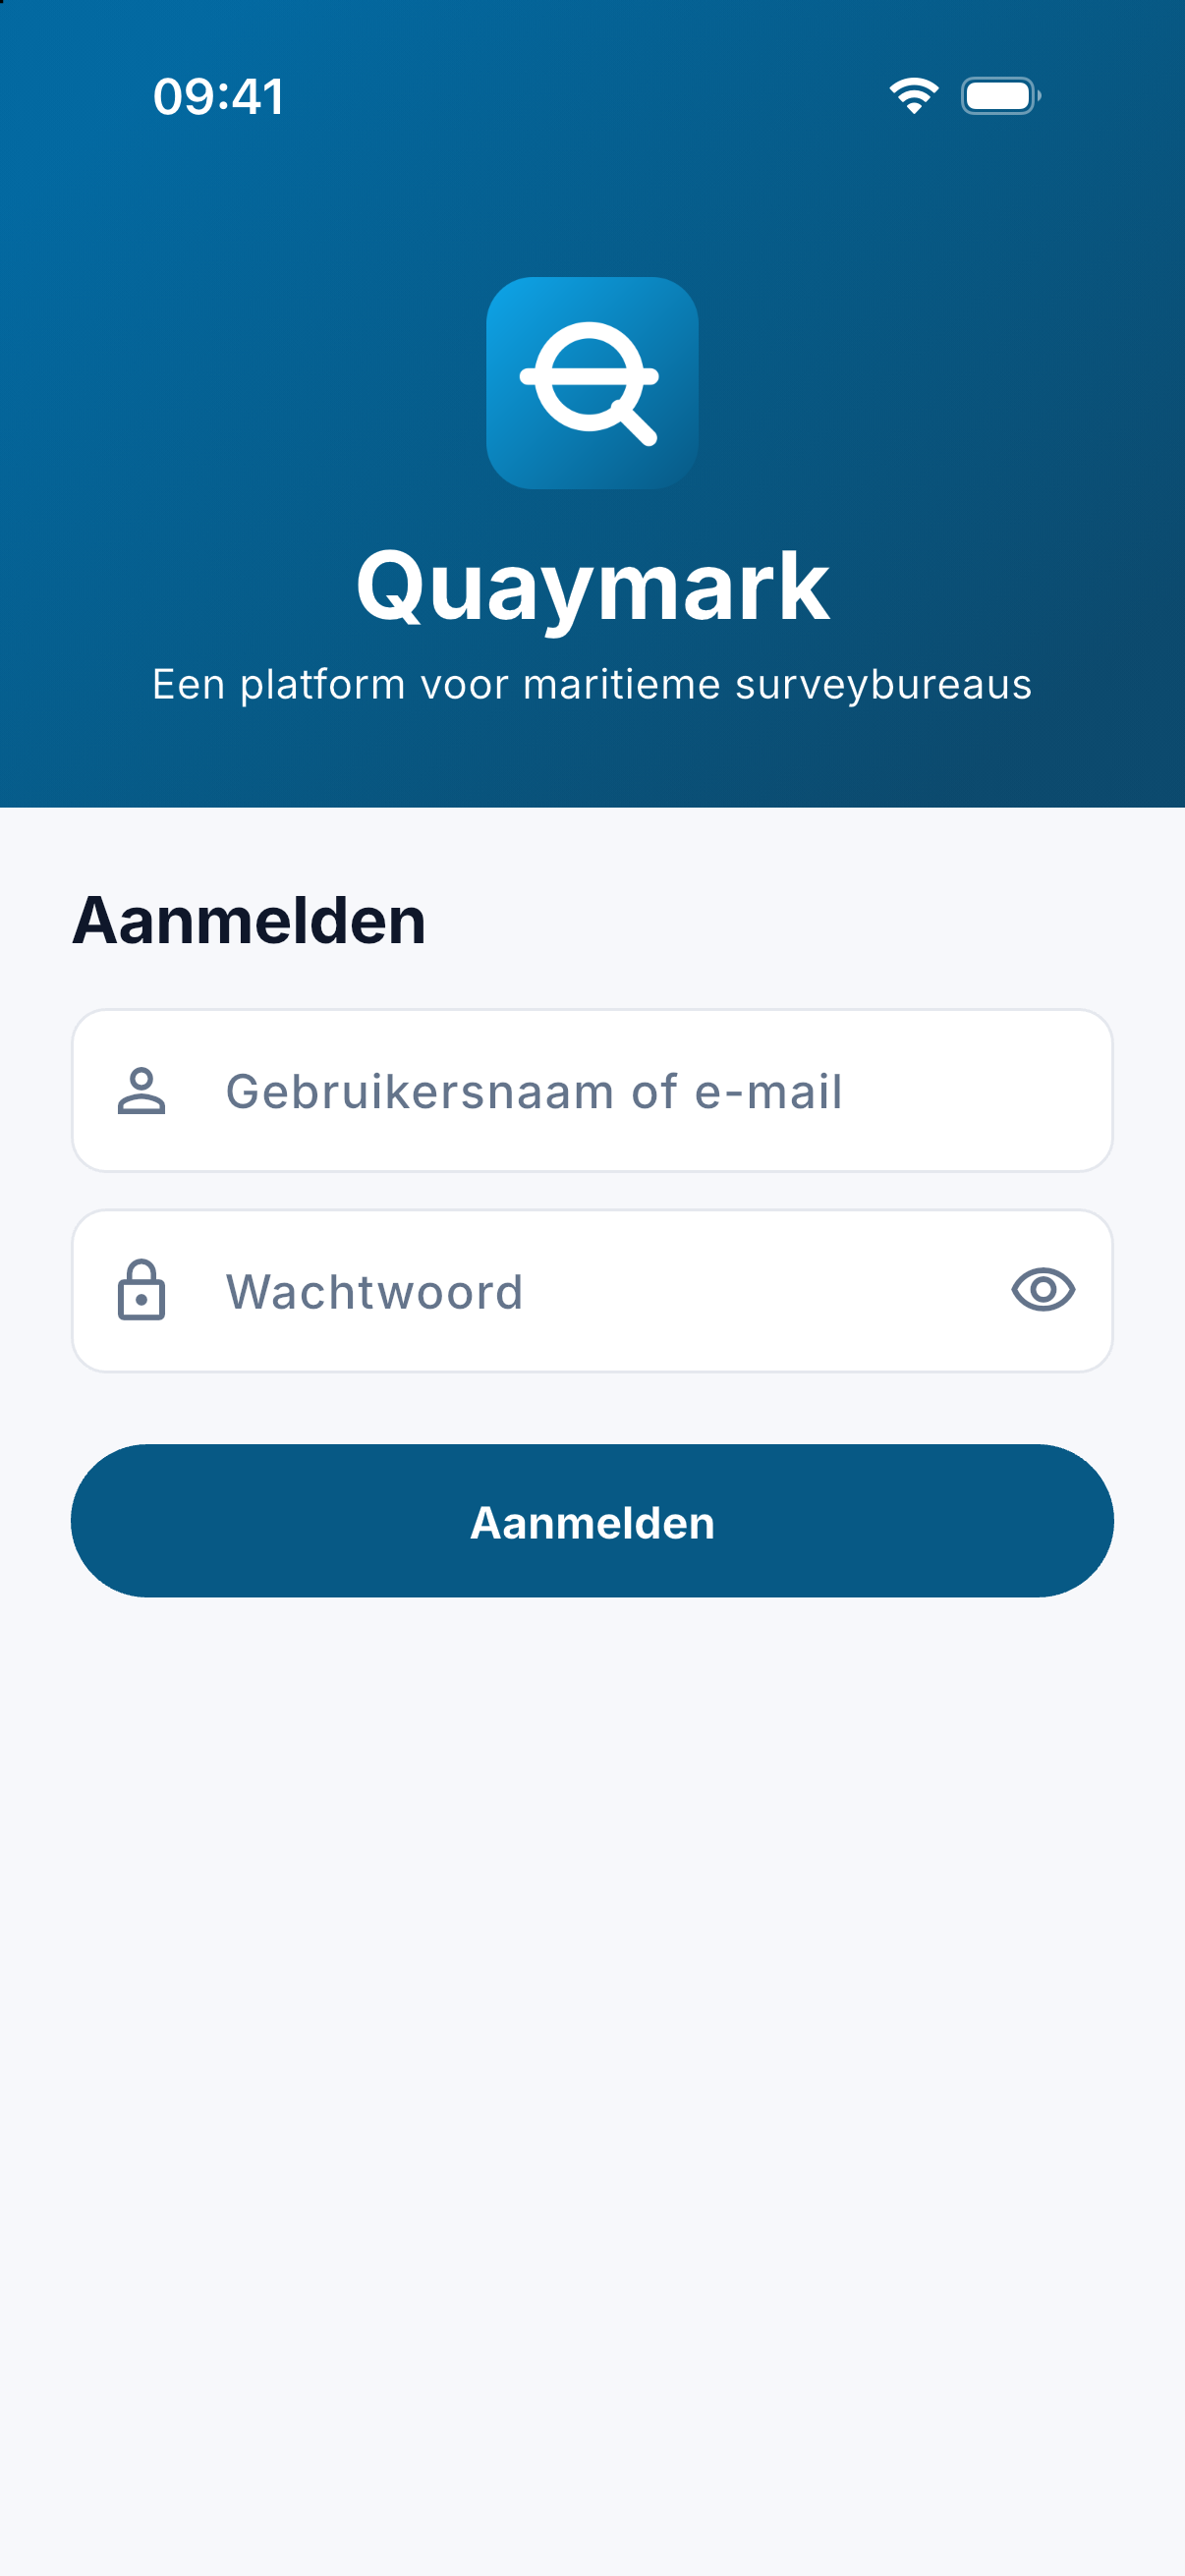 09:41
Quaymark
Een platform voor maritieme surveybureaus
Aanmelden
Gebruikersnaam of e-mail
Wachtwoord
Aanmelden